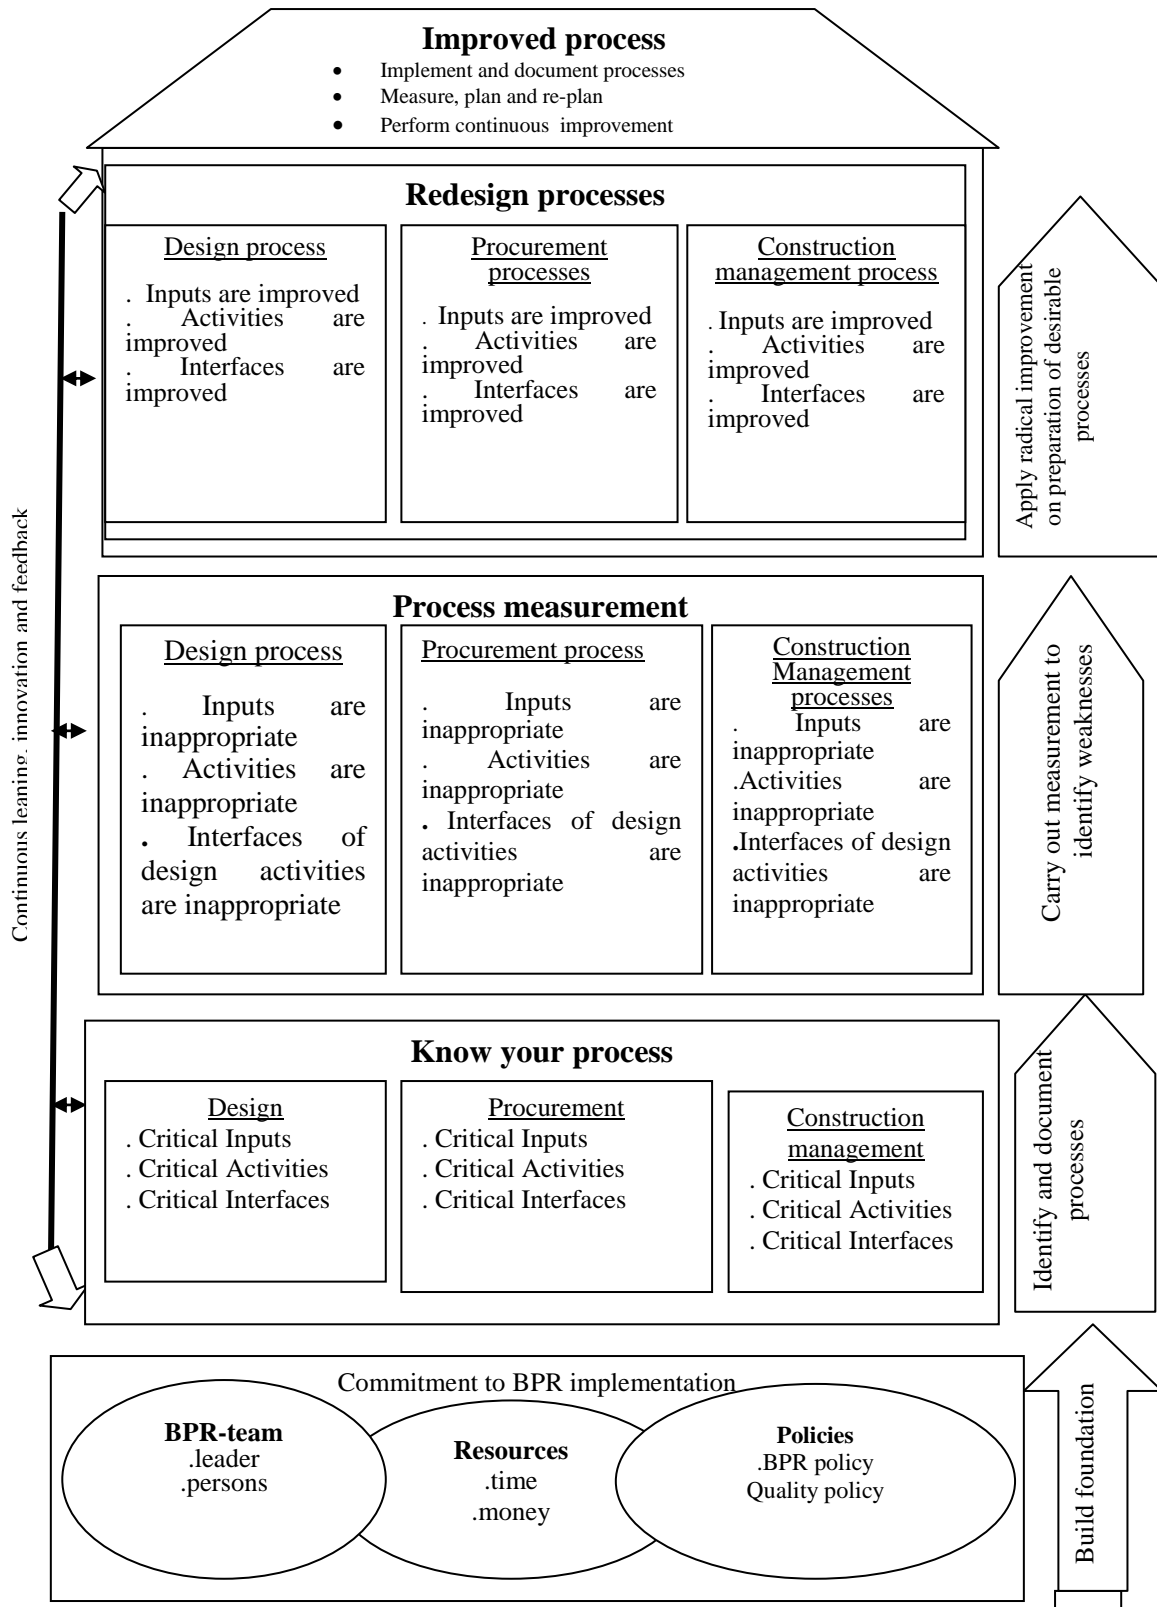 Improved process
• Implement and document processes
• Measure, plan and re-plan
• Perform continuous improvement
Redesign processes
Design process
. Inputs are improved
. Activities are
improved
. Interfaces are
improved
Procurement
processes
. Inputs are improved
. Activities are
improved
. Interfaces are
improved
Construction
management process
. Inputs are improved
. Activities are
improved
. Interfaces are
improved
Apply radical improvement
on preparation of desirable
processes
Continuous leaning, innovation and feedback
Process measurement
Design process
. Inputs are
inappropriate
. Activities are
inappropriate
. Interfaces of
design activities
are inappropriate
Procurement process
. Inputs are
inappropriate
. Activities are
inappropriate
. Interfaces of design
activities are
inappropriate
Construction
Management
processes
. Inputs are
inappropriate
.Activities are
inappropriate
.Interfaces of design
activities are
inappropriate
Carry out measurement to
identify weaknesses
Know your process
Design
. Critical Inputs
. Critical Activities
. Critical Interfaces
Procurement
. Critical Inputs
. Critical Activities
. Critical Interfaces
Construction
management
. Critical Inputs
. Critical Activities
. Critical Interfaces
Identify and document
processes
Commitment to BPR implementation
BPR-team
.leader
.persons
Resources
.time
.money
Policies
.BPR policy
Quality policy
Build foundation